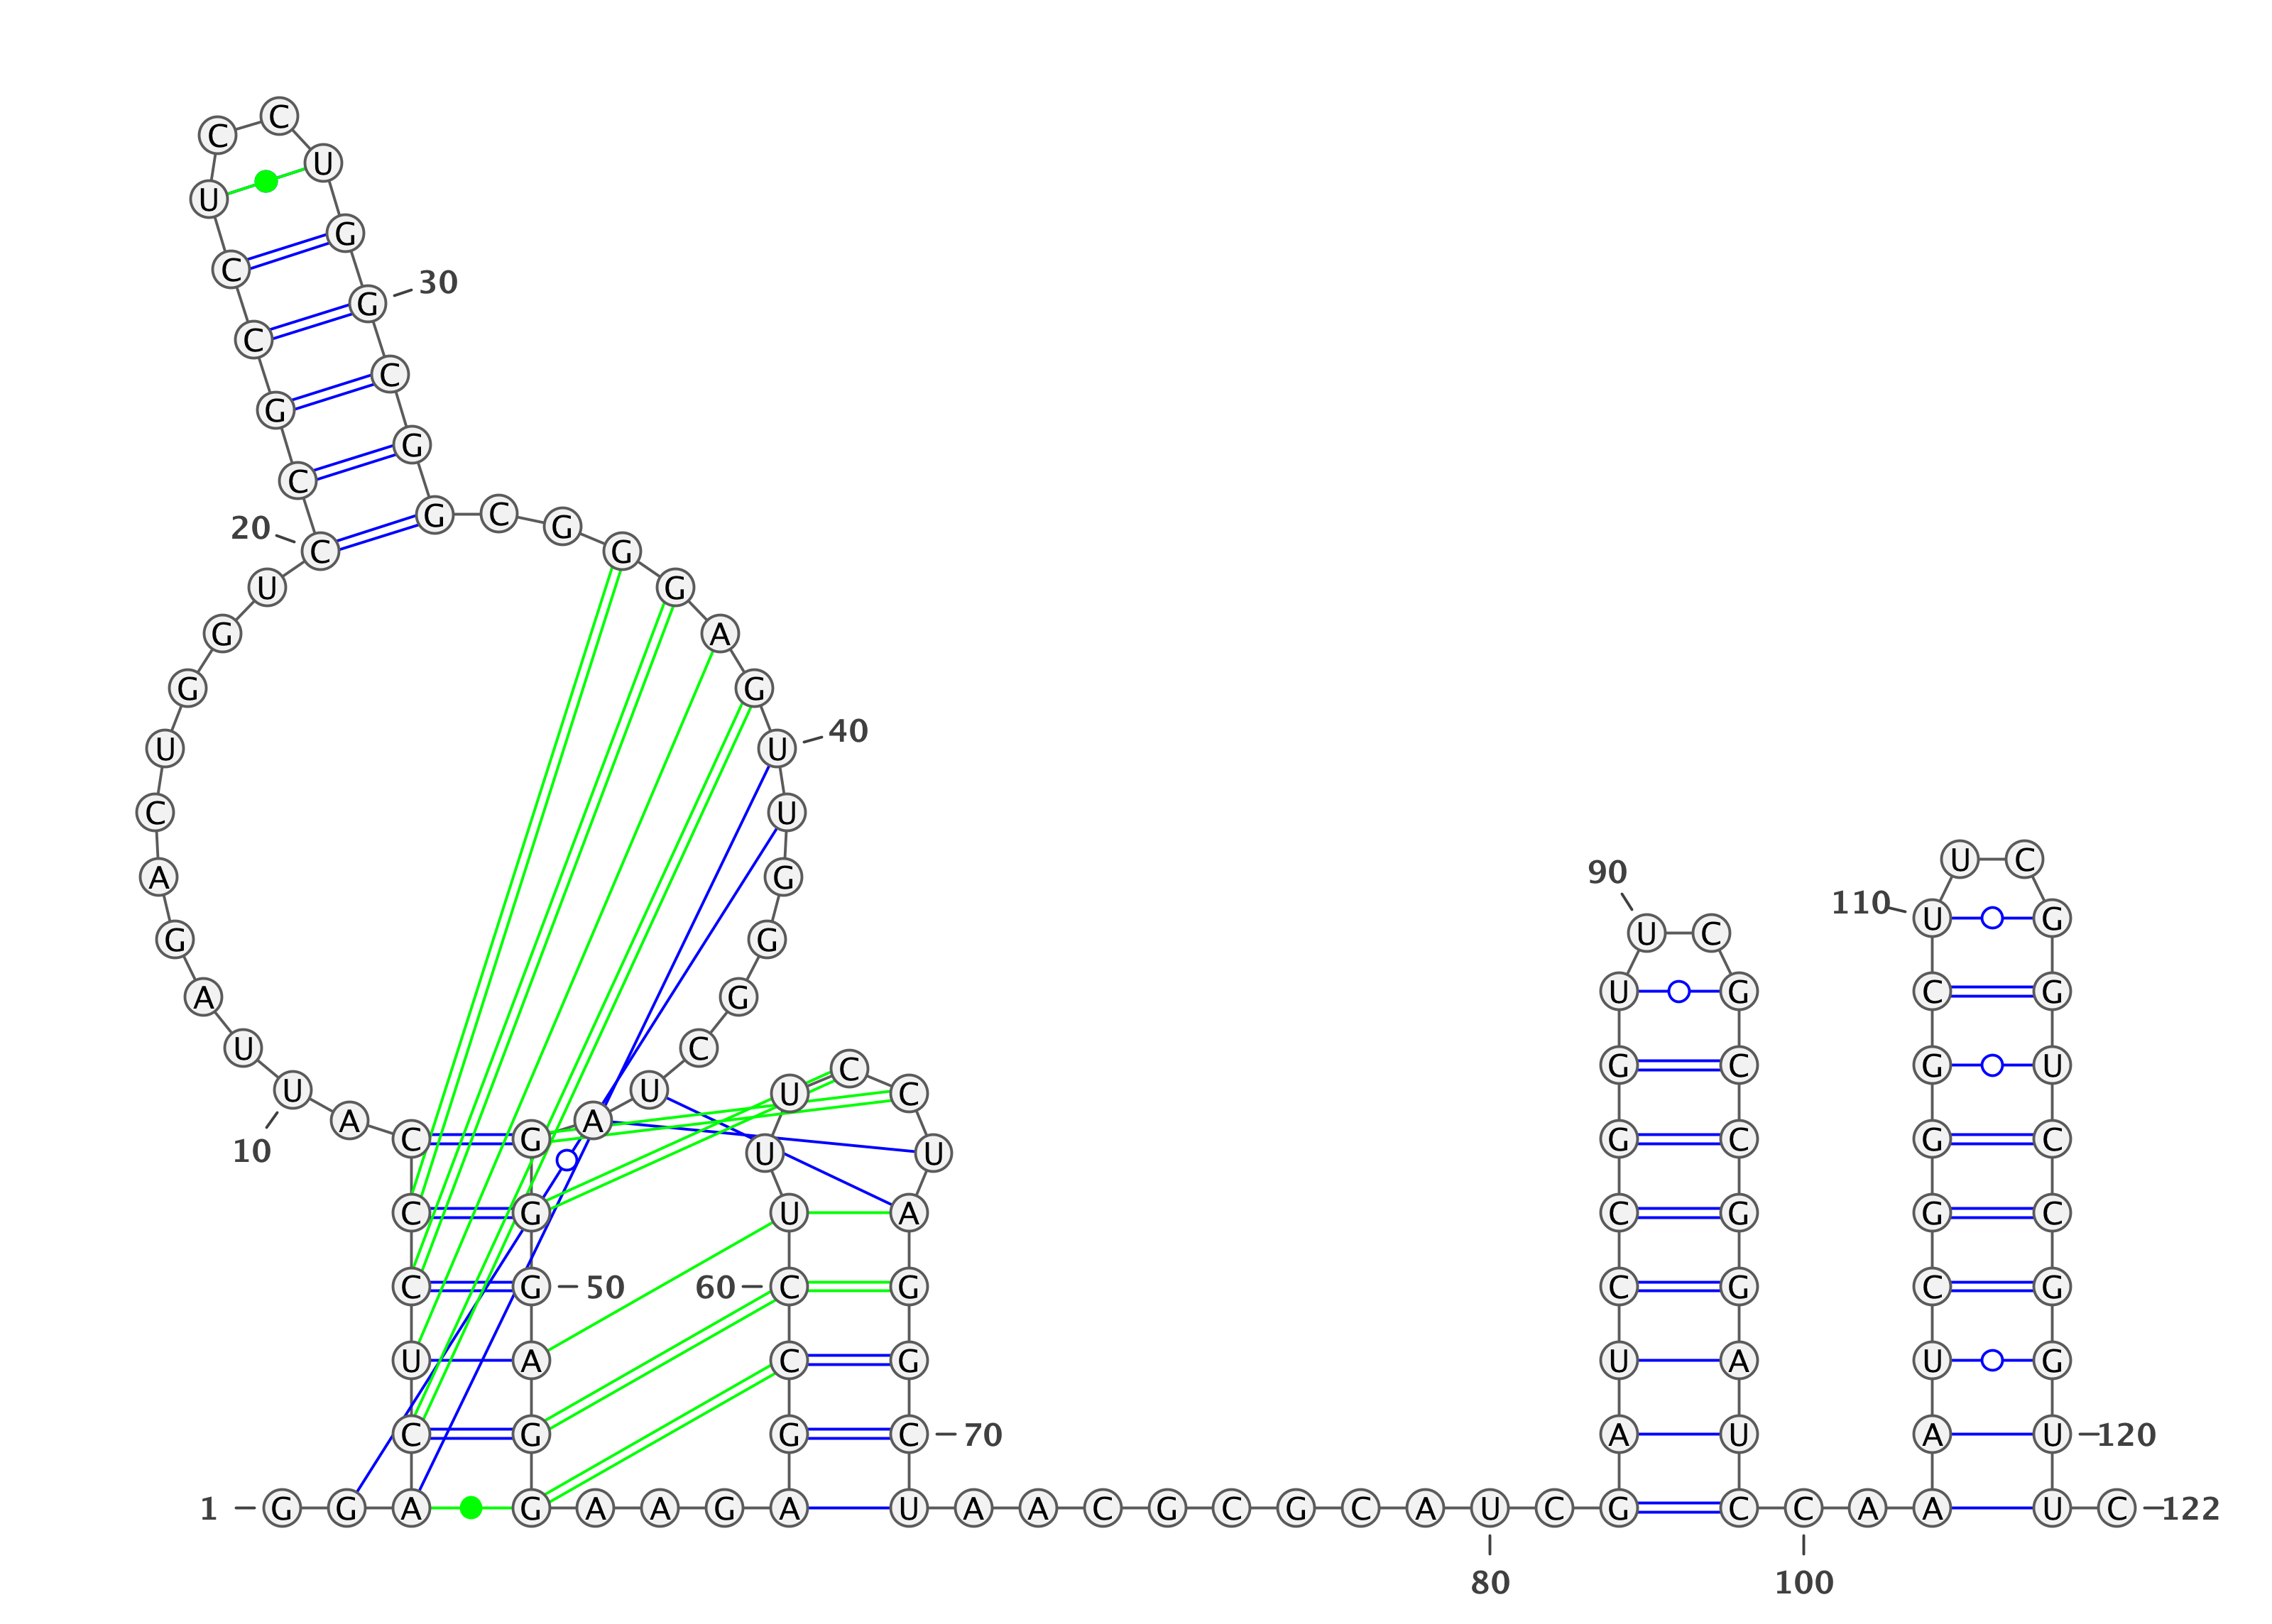 C C
U
U
G
C
30
G
C
C
G
G
C
G C G
20
C G
U G
G A
G G
40
U U
C U
U C
90
A G
110 U G
G G U C
A G U G C G
U C C G C G U
U U U C
A A
C G G C G C
10 U U
C G U A C G G C
C G 50 60 C G C G C G
U A C G U A U G
C G G C 70 A U A U 120
1 G G A G A A G A U A A C G C G C A U C G C C A A U C 122
80 100